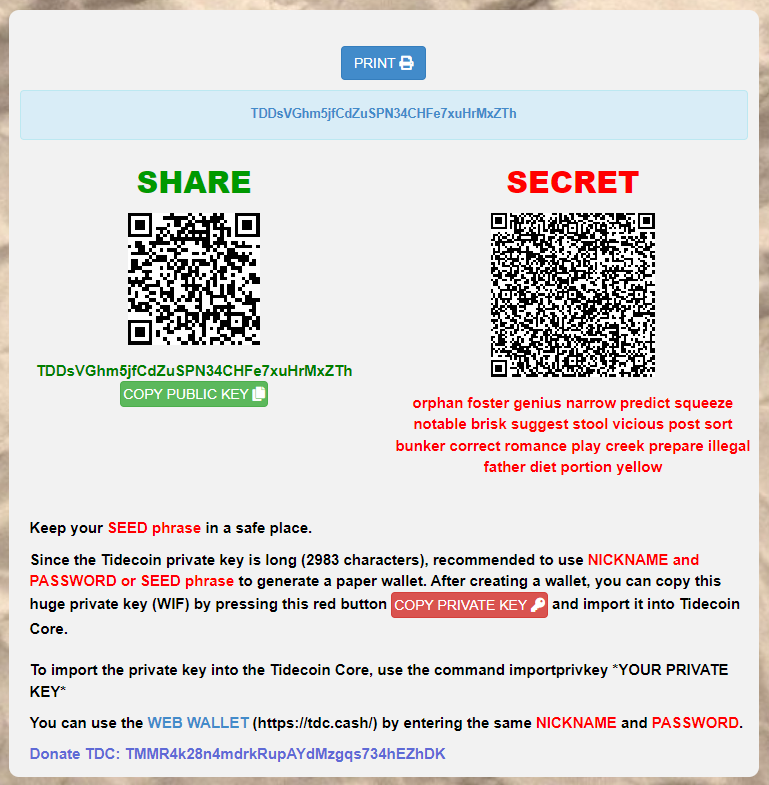 PRINT
TDDsVGhm5jfCdZuSPN34CHFe7xuHrMxZTh
SHARE
SECRET
TDDsVGhm5jfCdZuSPN34CHFe7xuHrMxZTh
COPY PUBLIC KEY
orphan foster genius narrow predict squeeze
notable brisk suggest stool vicious post sort
bunker correct romance play creek prepare illegal
father diet portion yellow
Keep your SEED phrase in a safe place.
Since the Tidecoin private key is long (2983 characters), recommended to use NICKNAME and
PASSWORD or SEED phrase to generate a paper wallet. After creating a wallet, you can copy this
huge private key (WIF) by pressing this red button COPY PRIVATE KEY and import it into Tidecoin
Core.
To import the private key into the Tidecoin Core, use the command importprivkey *YOUR PRIVATE
KEY*
You can use the WEB WALLET (https://tdc.cash/) by entering the same NICKNAME and PASSWORD.
Donate TDC: TMMR4k28n4mdrkRupAYdMzgqs734hEZhDK